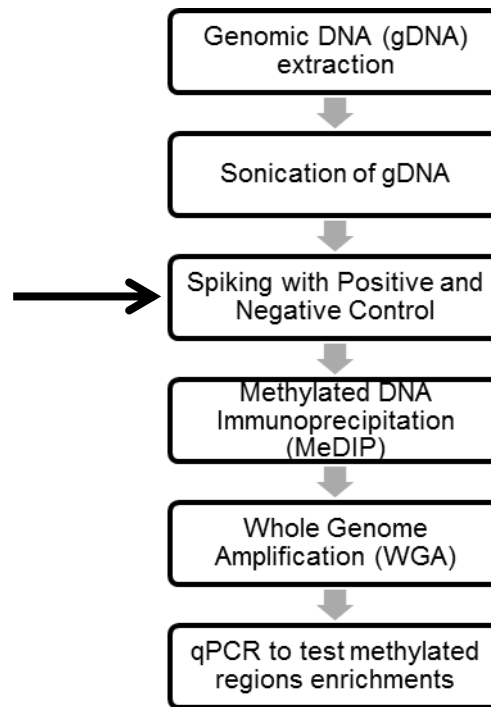 Genomic DNA (gDNA)
extraction
Sonication of gDNA
Spiking with Positive and
Negative Control
Methylated DNA
Immunoprecipitation
(MeDIP)
Whole Genome
Amplification (WGA)
qPCR to test methylated
regions enrichments